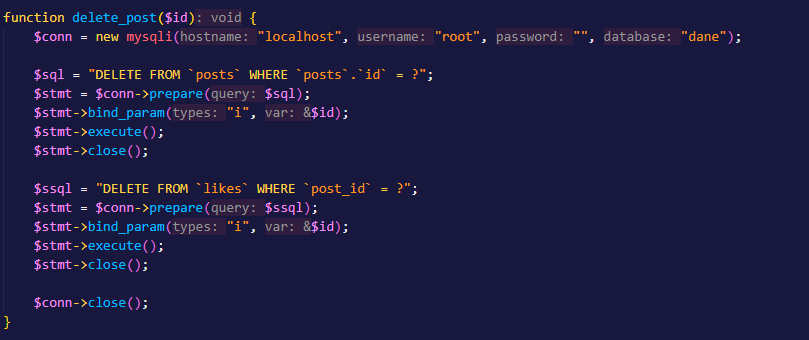 function delete_post($id): void {
$conn = new mysqli(hostname: "localhost", username: "root", password: "", database: "dane");
$sql = "DELETE FROM `posts` WHERE `posts`.`id` = ?";
$stmt = $conn->prepare(query: $sql);
$stmt->bind_param(types: "i", var: &$id);
$stmt->execute();
$stmt->close();
$ssql = "DELETE FROM `likes` WHERE `post_id` = ?";
$stmt = $conn->prepare(query: $ssql);
$stmt->bind_param(types: "i", var: &$id);
$stmt->execute();
$stmt->close();
$conn->close();
}